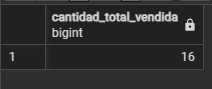 cantidad_total_vendida
bigint
1 16